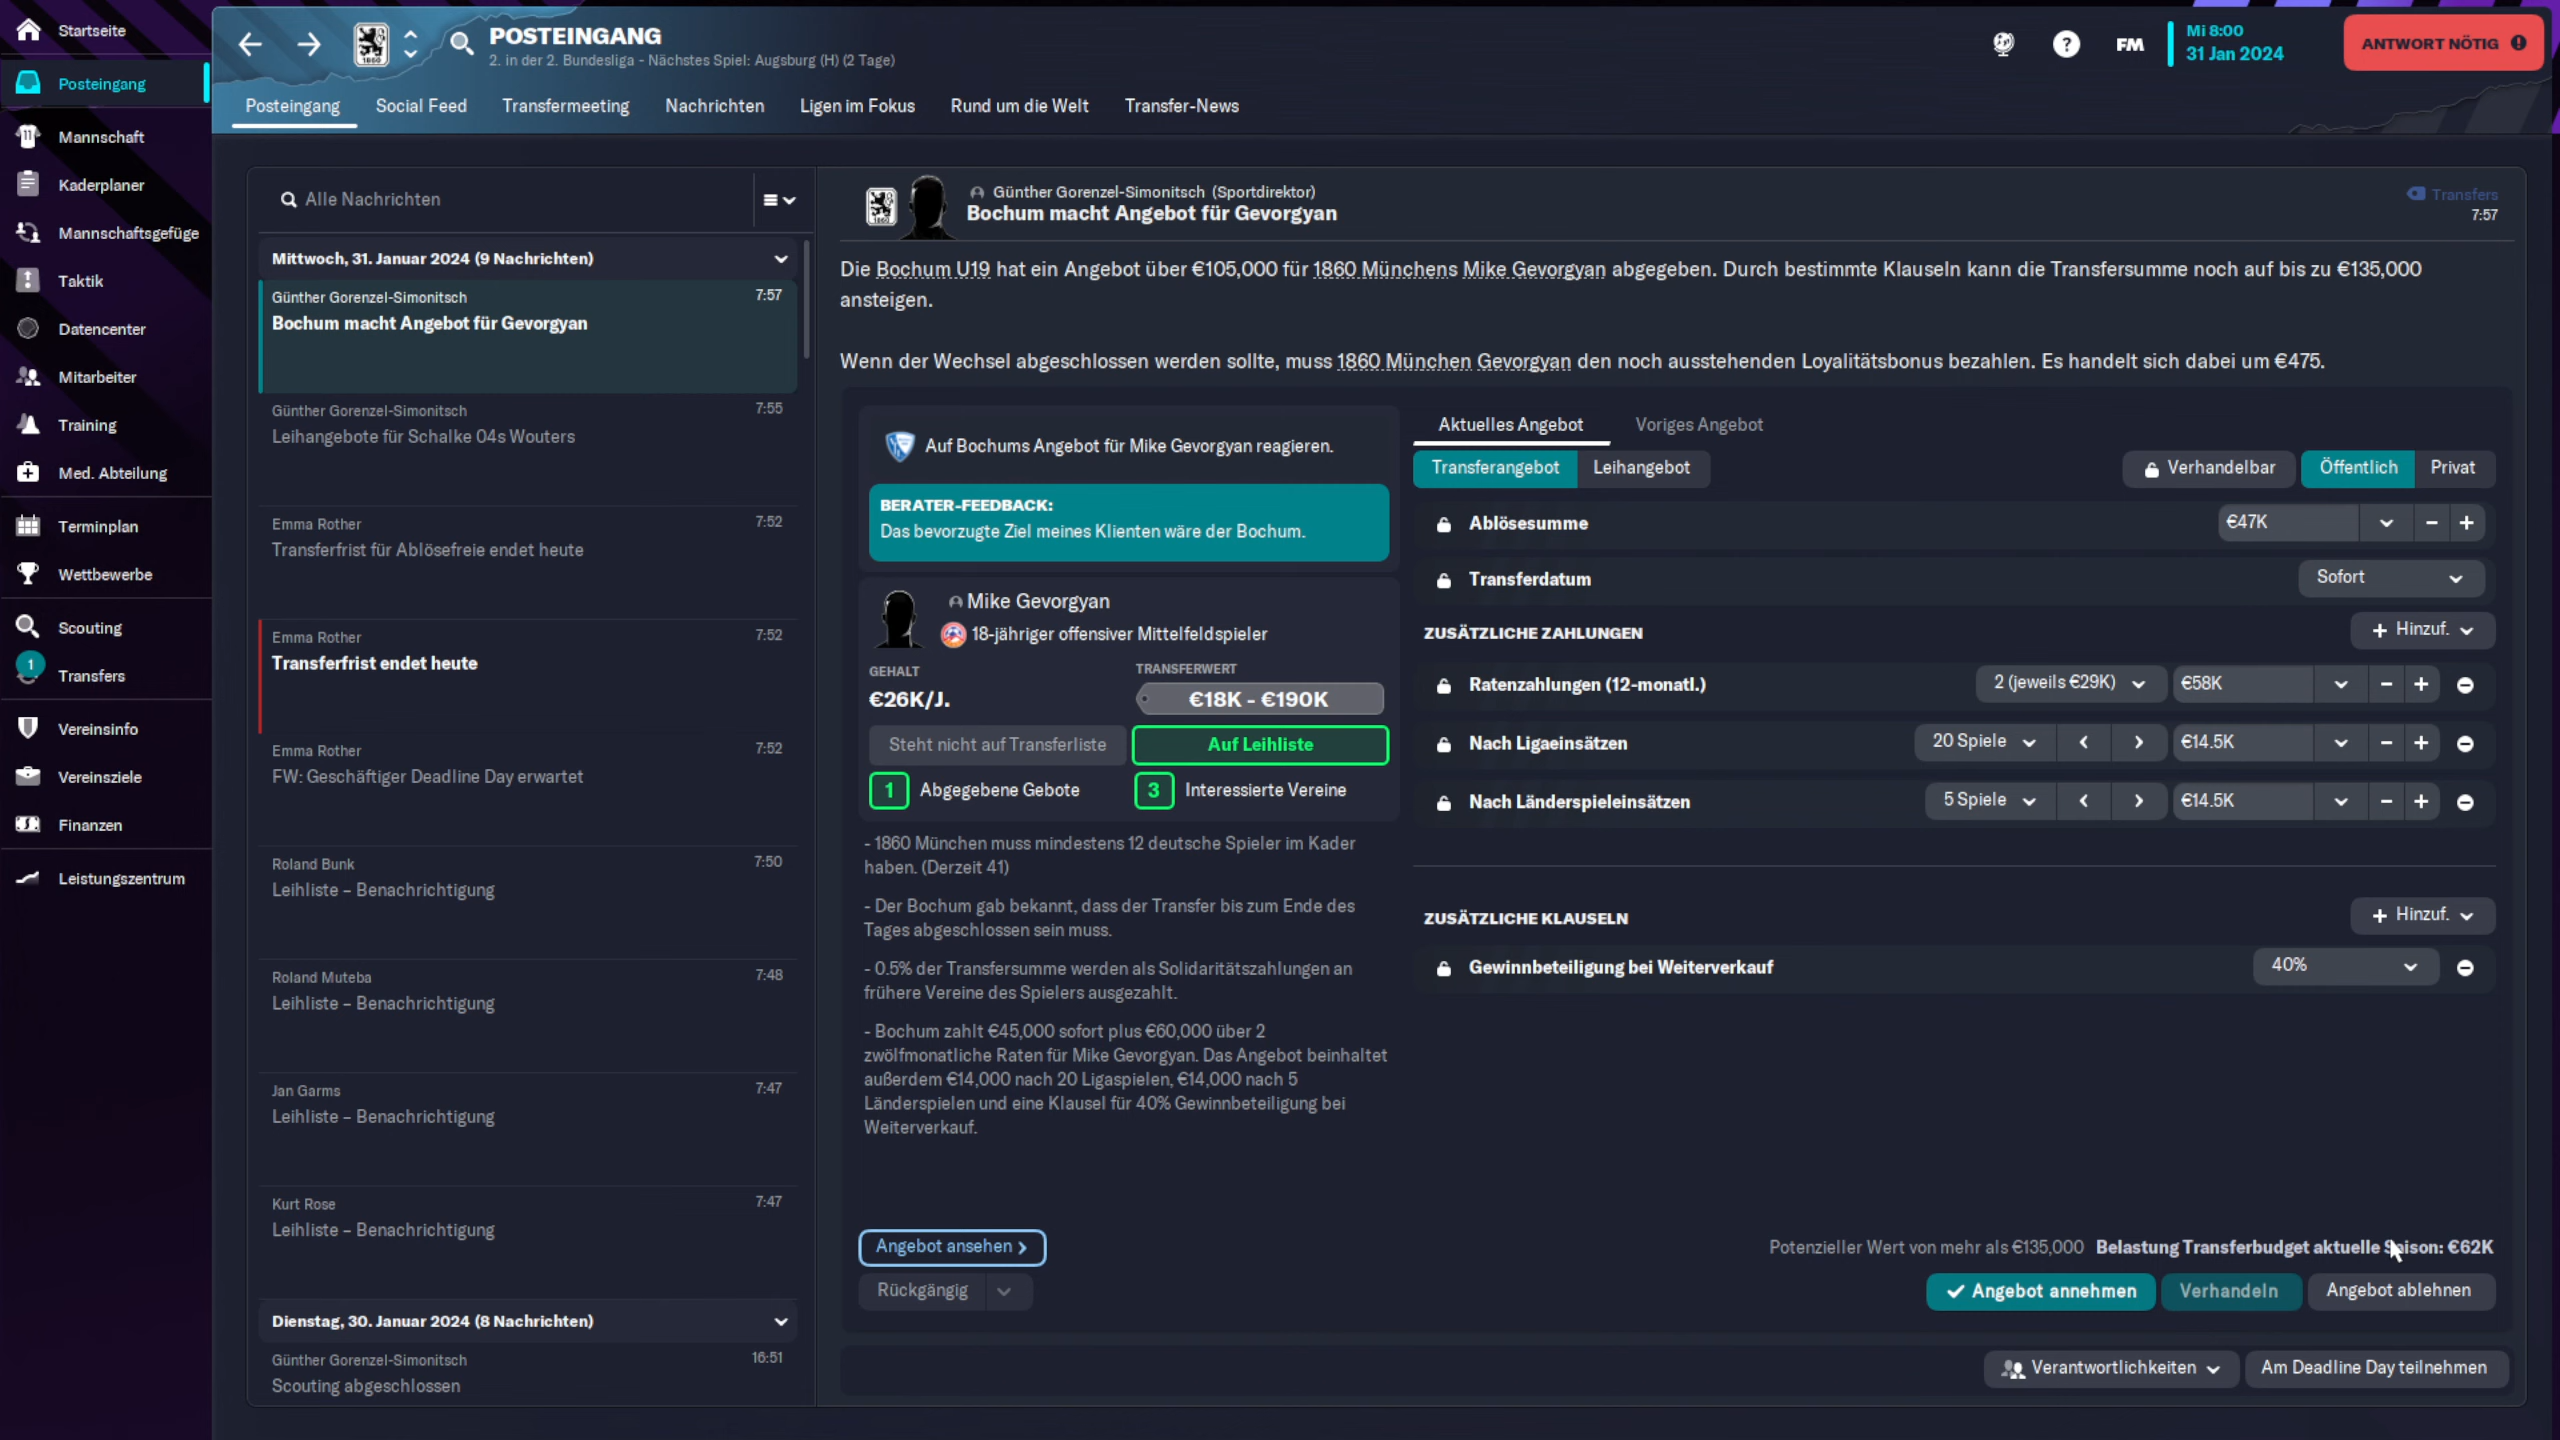 Startseite
Posteingang
Mannschaft
Kaderplaner
Mannschaftsgefüge
Taktik
Datencenter
Mitarbeiter
Training
Med. Abteilung
Terminplan
Wettbewerbe
Scouting
1
Transfers
Vereinsinfo
Vereinsziele
Finanzen
Leistungszentrum
POSTEINGANG
2. in der 2. Bundesliga - Nächstes Spiel: Augsburg (H) (2 Tage)
FM
Mi 8:00
31 Jan 2024
ANTWORT NÖTIG
Posteingang Social Feed Transfermeeting Nachrichten Ligen im Fokus Rund um die Welt Transfer-News
Alle Nachrichten
Mittwoch, 31. Januar 2024 (9 Nachrichten)
Günther Gorenzel-Simonitsch 7:57
Bochum macht Angebot für Gevorgyan
Günther Gorenzel-Simonitsch 7:55
Leihangebote für Schalke 04s Wouters
Emma Rother 7:52
Transferfrist für Ablösefreie endet heute
Emma Rother 7:52
Transferfrist endet heute
Emma Rother 7:52
FW: Geschäftiger Deadline Day erwartet
Roland Bunk 7:50
Leihliste – Benachrichtigung
Roland Muteba 7:48
Leihliste – Benachrichtigung
Jan Garms 7:47
Leihliste – Benachrichtigung
Kurt Rose 7:47
Leihliste – Benachrichtigung
Dienstag, 30. Januar 2024 (8 Nachrichten)
Günther Gorenzel-Simonitsch 16:51
Scouting abgeschlossen
Günther Gorenzel-Simonitsch (Sportdirektor)
Bochum macht Angebot für Gevorgyan
Transfers
7:57
Die Bochum U19 hat ein Angebot über €105,000 für 1860 Münchens Mike Gevorgyan abgegeben. Durch bestimmte Klauseln kann die Transfersumme noch auf bis zu €135,000
ansteigen.
Wenn der Wechsel abgeschlossen werden sollte, muss 1860 München Gevorgyan den noch ausstehenden Loyalitätsbonus bezahlen. Es handelt sich dabei um €475.
Auf Bochums Angebot für Mike Gevorgyan reagieren.
BERATER-FEEDBACK:
Das bevorzugte Ziel meines Klienten wäre der Bochum.
Mike Gevorgyan
18-jähriger offensiver Mittelfeldspieler
GEHALT TRANSFERWERT
€26K/J. €18K - €190K
Steht nicht auf Transferliste Auf Leihliste
1 Abgegebene Gebote 3 Interessierte Vereine
- 1860 München muss mindestens 12 deutsche Spieler im Kader
haben. (Derzeit 41)
- Der Bochum gab bekannt, dass der Transfer bis zum Ende des
Tages abgeschlossen sein muss.
- 0.5% der Transfersumme werden als Solidaritätszahlungen an
frühere Vereine des Spielers ausgezahlt.
- Bochum zahlt €45,000 sofort plus €60,000 über 2
zwölfmonatliche Raten für Mike Gevorgyan. Das Angebot beinhaltet
außerdem €14,000 nach 20 Ligaspielen, €14,000 nach 5
Länderspielen und eine Klausel für 40% Gewinnbeteiligung bei
Weiterverkauf.
Angebot ansehen
Rückgängig
Aktuelles Angebot Voriges Angebot
Transferangebot Leihangebot Verhandelbar Öffentlich Privat
Ablösesumme €47K
Transferdatum Sofort
ZUSÄTZLICHE ZAHLUNGEN + Hinzuf.
Ratenzahlungen (12-monatl.) 2 (jeweils €29K) €58K
Nach Ligaeinsätzen 20 Spiele €14.5K
Nach Länderspieleinsätzen 5 Spiele €14.5K
ZUSÄTZLICHE KLAUSELN + Hinzuf.
Gewinnbeteiligung bei Weiterverkauf 40%
Potenzieller Wert von mehr als €135,000 Belastung Transferbudget aktuelle Saison: €62K
Angebot annehmen Verhandeln Angebot ablehnen
Verantwortlichkeiten Am Deadline Day teilnehmen